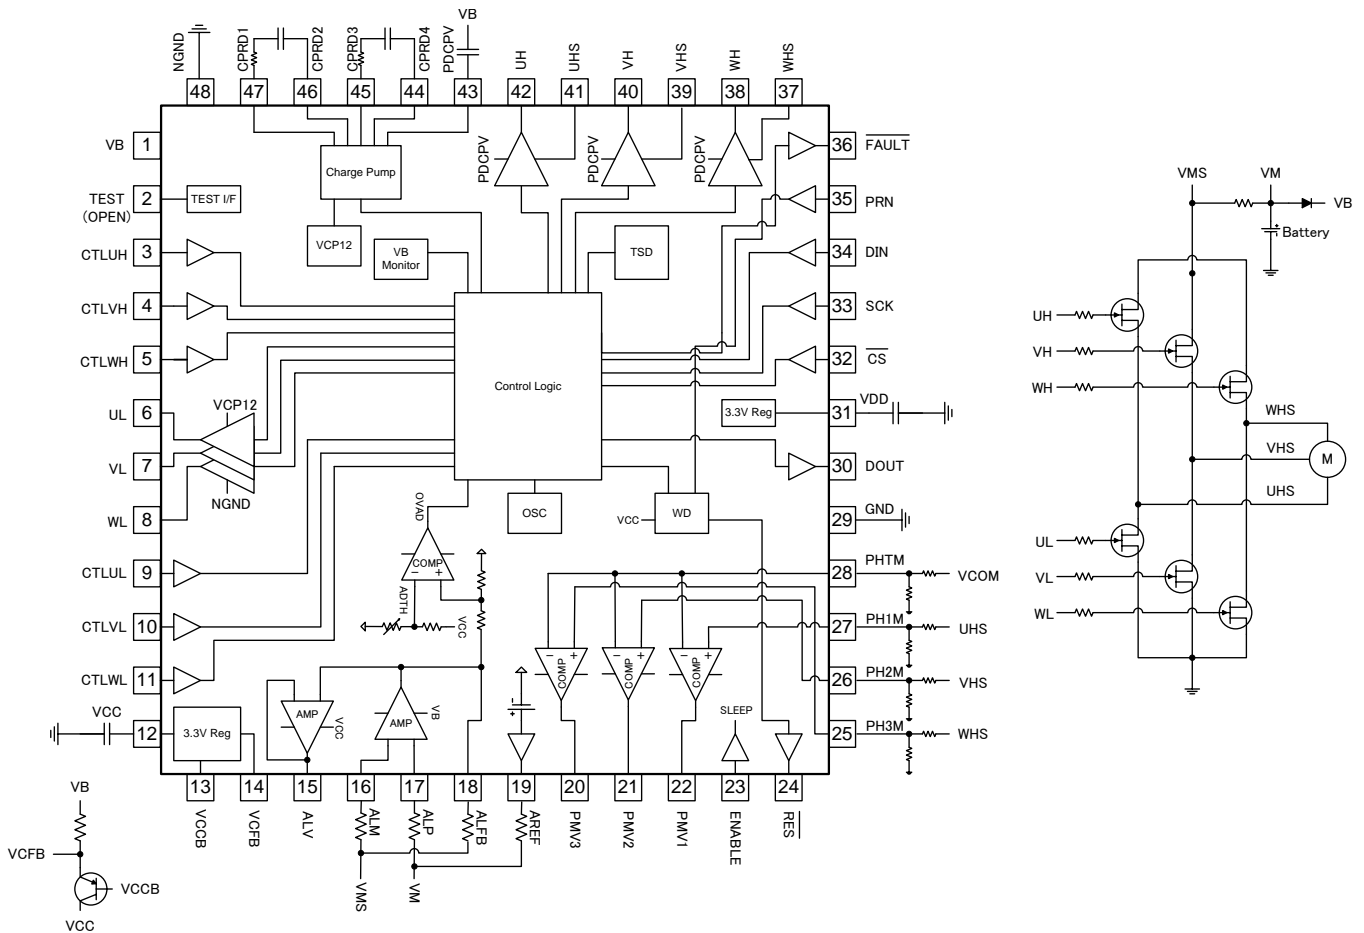 NGND
CPRD1
CPRD2
CPRD3
CPRD4
PDCPV
VB
UH
UHS
VH
VHS
WH
WHS
48
47
46
45
44
43
42
41
40
39
38
37
VB 1
TEST (OPEN) 2
TEST I/F
CTLUH 3
CTLVH 4
CTLWH 5
UL 6
VL 7
WL 8
CTLUL 9
CTLVL 10
CTLWL 11
VCC
12
3.3V Reg
Charge Pump
VCP12
VB Monitor
PDCPV
PDCPV
PDCPV
TSD
Control Logic
VCP12
NGND
OSC
VCC
WD
3.3V Reg
OVAD
COMP
− +
ADTH
VCC
AMP
VCC
AMP
VB
- +
− +
COMP
− +
COMP
− +
COMP
SLEEP
36 FAULT
35 PRN
34 DIN
33 SCK
32 CS
31 VDD
30 DOUT
29 GND
28 PHTM VCOM
27 PH1M UHS
26 PH2M VHS
25 PH3M WHS
13
14
15
16
17
18
19
20
21
22
23
24
VCCB
VCFB
ALV
ALM
ALP
ALFB
AREF
PMV3
PMV2
PMV1
ENABLE
RES
VMS
VM
VB
VCFB
VCCB
VCC
VMS
VM
VB
+
Battery
UH
VH
WH
WHS
VHS
UHS
M
UL
VL
WL